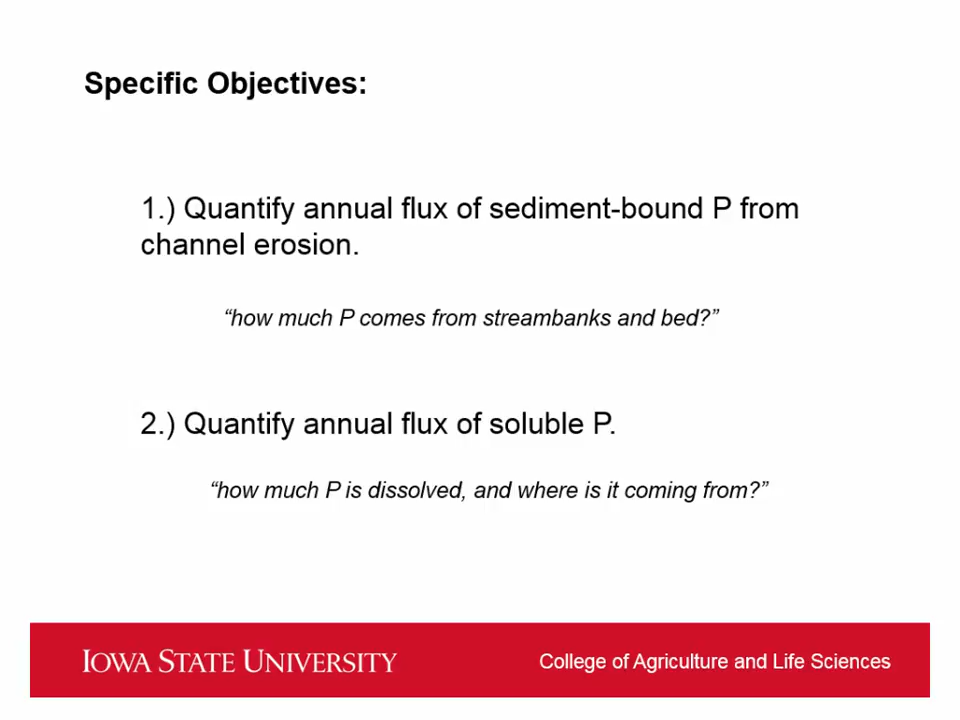 Specific Objectives:
1.) Quantify annual flux of sediment-bound P from
channel erosion.
“how much P comes from streambanks and bed?”
2.) Quantify annual flux of soluble P.
“how much P is dissolved, and where is it coming from?”
IOWA STATE UNIVERSITY
College of Agriculture and Life Sciences